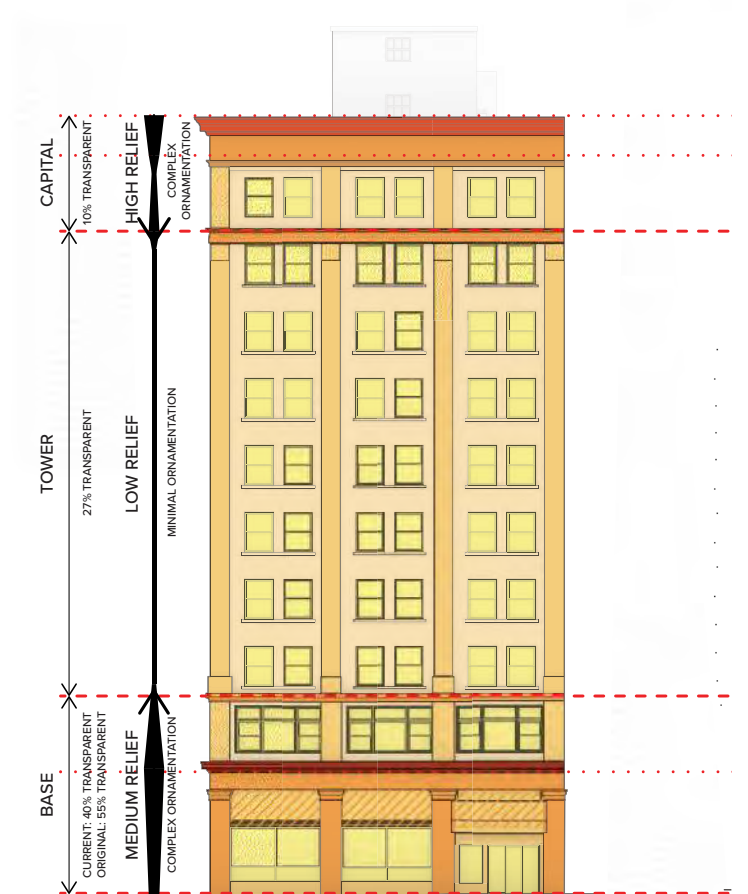 CAPITAL
10% TRANSPARENT
HIGH RELIEF
COMPLEX
ORNAMENTATION
TOWER
27% TRANSPARENT
LOW RELIEF
MINIMAL ORNAMENTATION
BASE
CURRENT: 40% TRANSPARENT
ORIGINAL: 55% TRANSPARENT
MEDIUM RELIEF
COMPLEX ORNAMENTATION